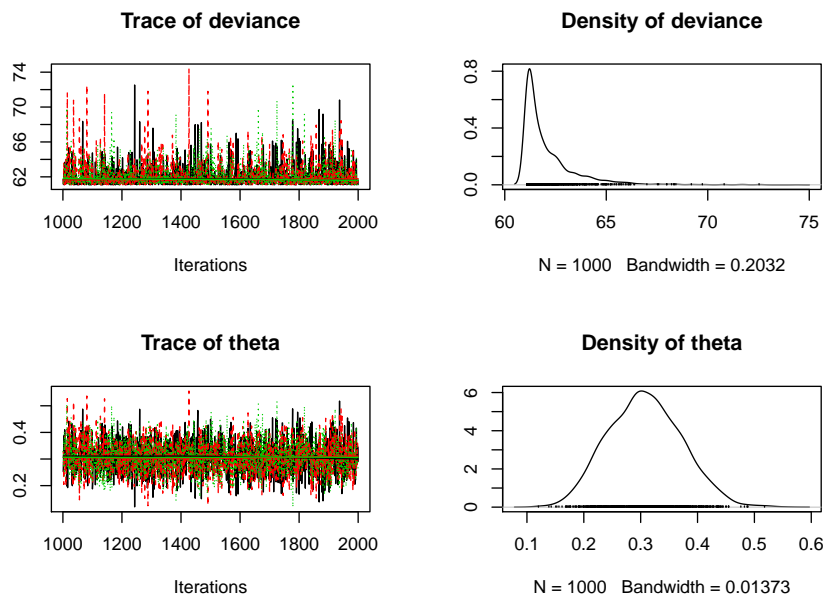 Trace of deviance
74
70
66
62
1000 1200 1400 1600 1800 2000
Iterations
Density of deviance
0.8
0.4
0.0
60 65 70 75
N = 1000 Bandwidth = 0.2032
Trace of theta
0.4
0.2
1000 1200 1400 1600 1800 2000
Iterations
Density of theta
6
4
2
0
0.1 0.2 0.3 0.4 0.5 0.6
N = 1000 Bandwidth = 0.01373